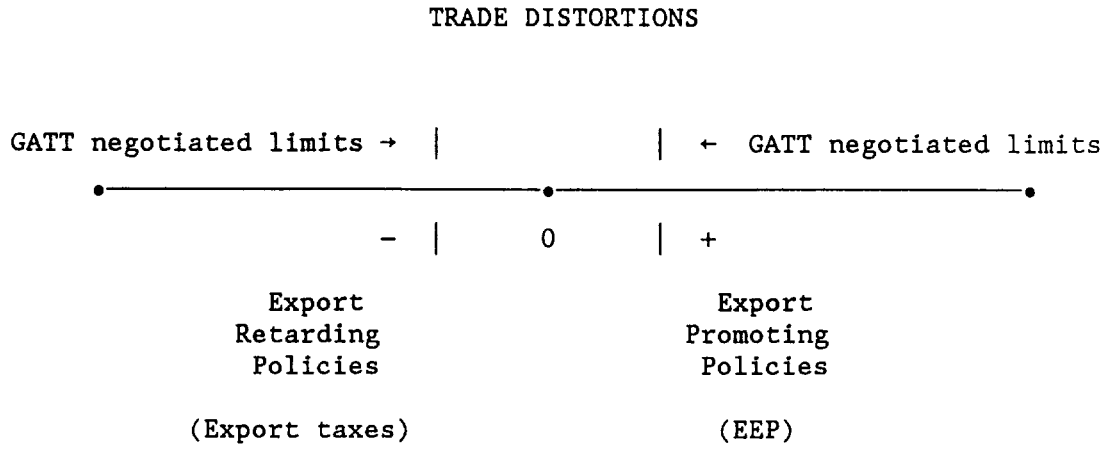 TRADE DISTORTIONS
GATT negotiated limits → | | ← GATT negotiated limits
- | 0 | +
Export Export
Retarding Promoting
Policies Policies
(Export taxes) (EEP)